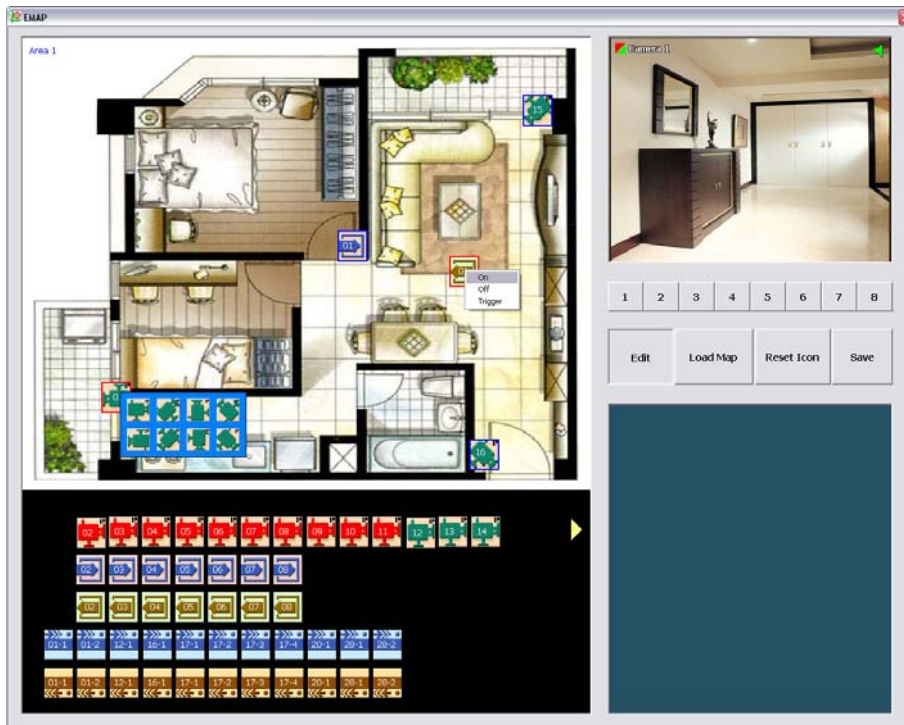 EMAP
Area 1
Camera 1
15
01
On
Off
Trigger
16
1 2 3 4 5 6 7 8
Edit Load Map Reset Icon Save
02 03 04 05 06 07 08 09 10 11 12 13 14
02 03 04 05 06 07 08
02 03 04 05 06 07 08
01-1 01-2 12-1 16-1 17-1 17-2 17-3 17-4 20-1 28-1 28-2
01-1 01-2 12-1 16-1 17-1 17-2 17-3 17-4 20-1 28-1 28-2